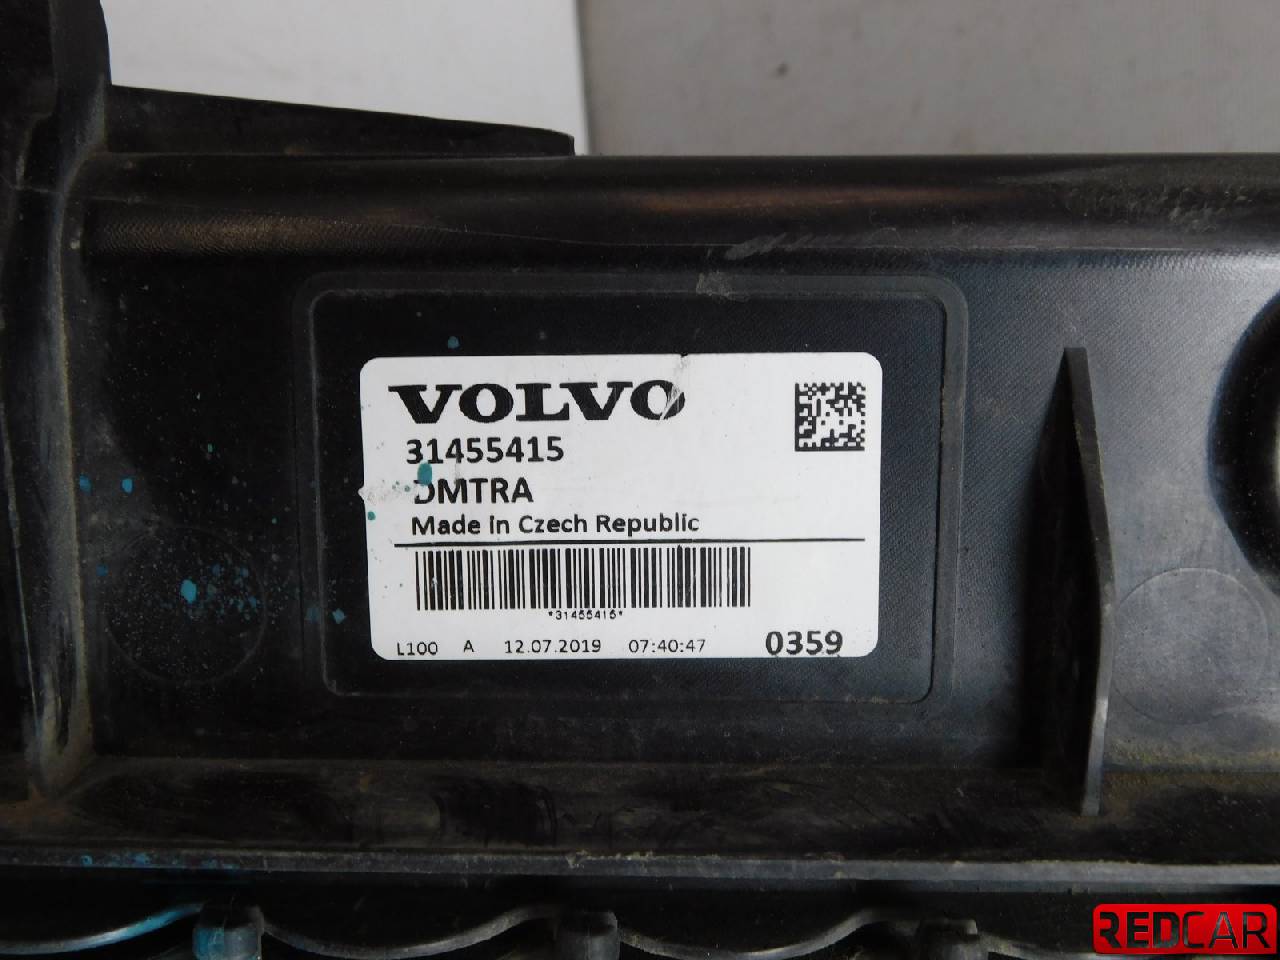 VOLVO
31455415
DMTRA
Made in Czech Republic
*31455415*
L100 A 12.07.2019 07:40:47 0359
REDCAR